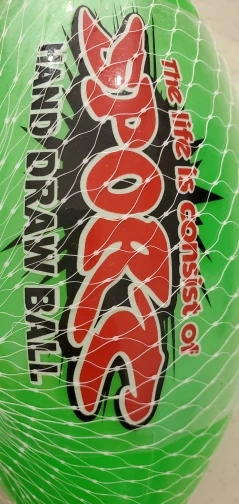 The life is consist of
SPORTS
HAND DRAW BALL